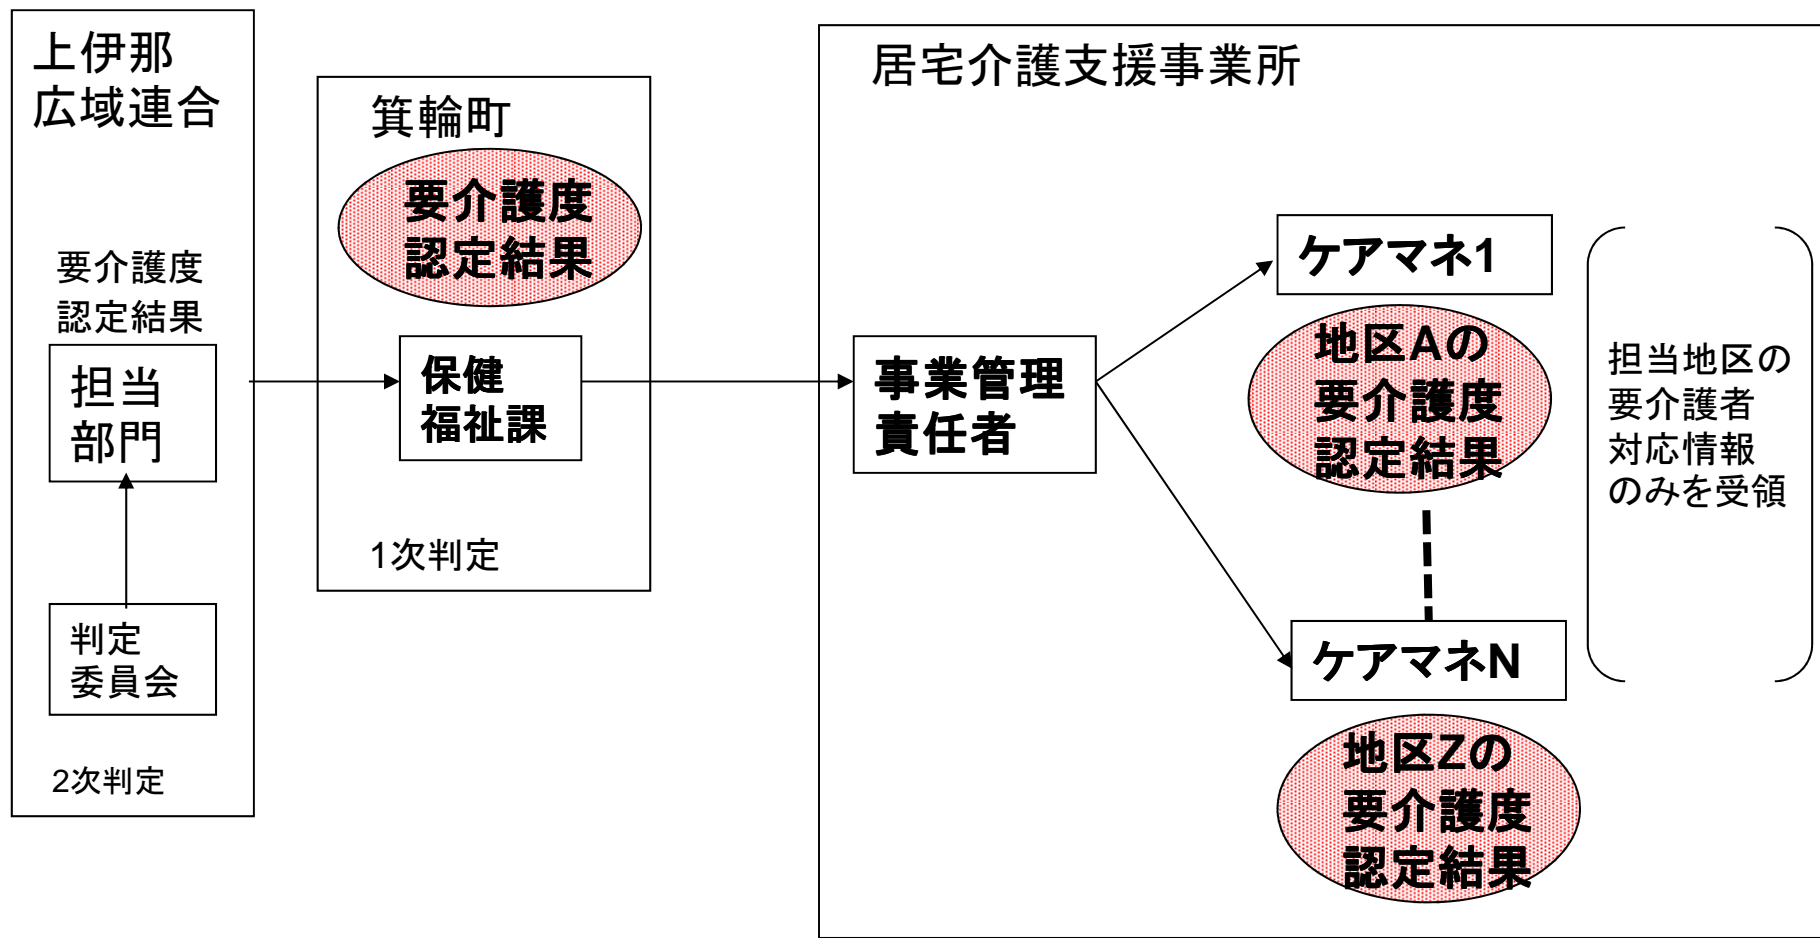 上伊那
広域連合
要介護度
認定結果
担当
部門
判定
委員会
2次判定
箕輪町
要介護度
認定結果
保健
福祉課
1次判定
居宅介護支援事業所
事業管理
責任者
ケアマネ1
地区Aの
要介護度
認定結果
ケアマネN
地区Zの
要介護度
認定結果
担当地区の
要介護者
対応情報
のみを受領